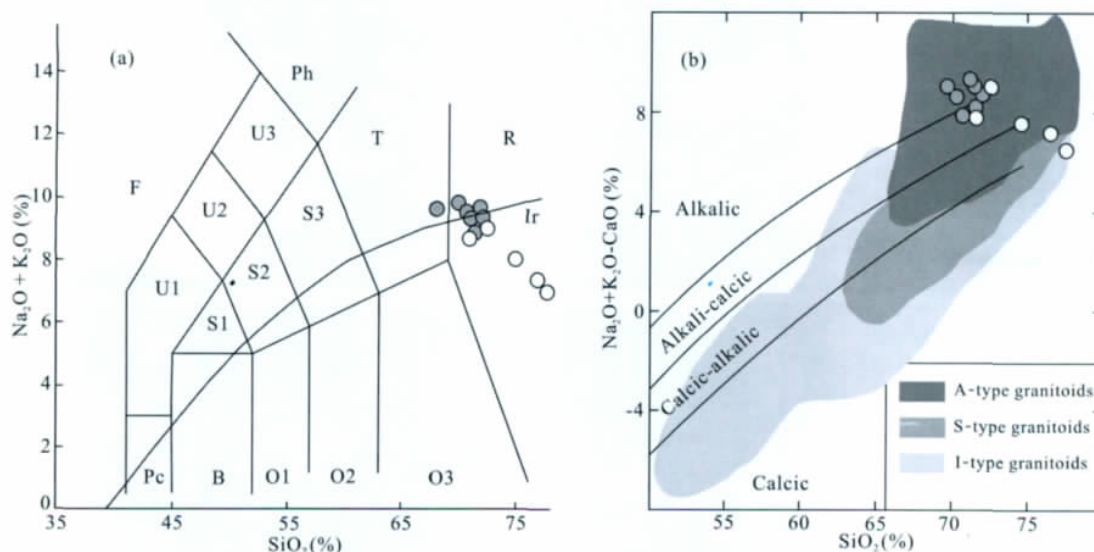 (a)
Na2O + K2O (%)
14
12
10
8
6
4
2
0
35
45
55
65
75
SiO2(%)
Ph
U3
T
R
F
U2
S3
Ir
U1
S2
S1
Pc
B
O1
O2
O3
(b)
Na2O+K2O-CaO (%)
8
4
0
-4
Alkalic
Alkali-calcic
Calcic-alkalic
Calcic
A-type granitoids
S-type granitoids
I-type granitoids
55
60
65
70
75
SiO2(%)